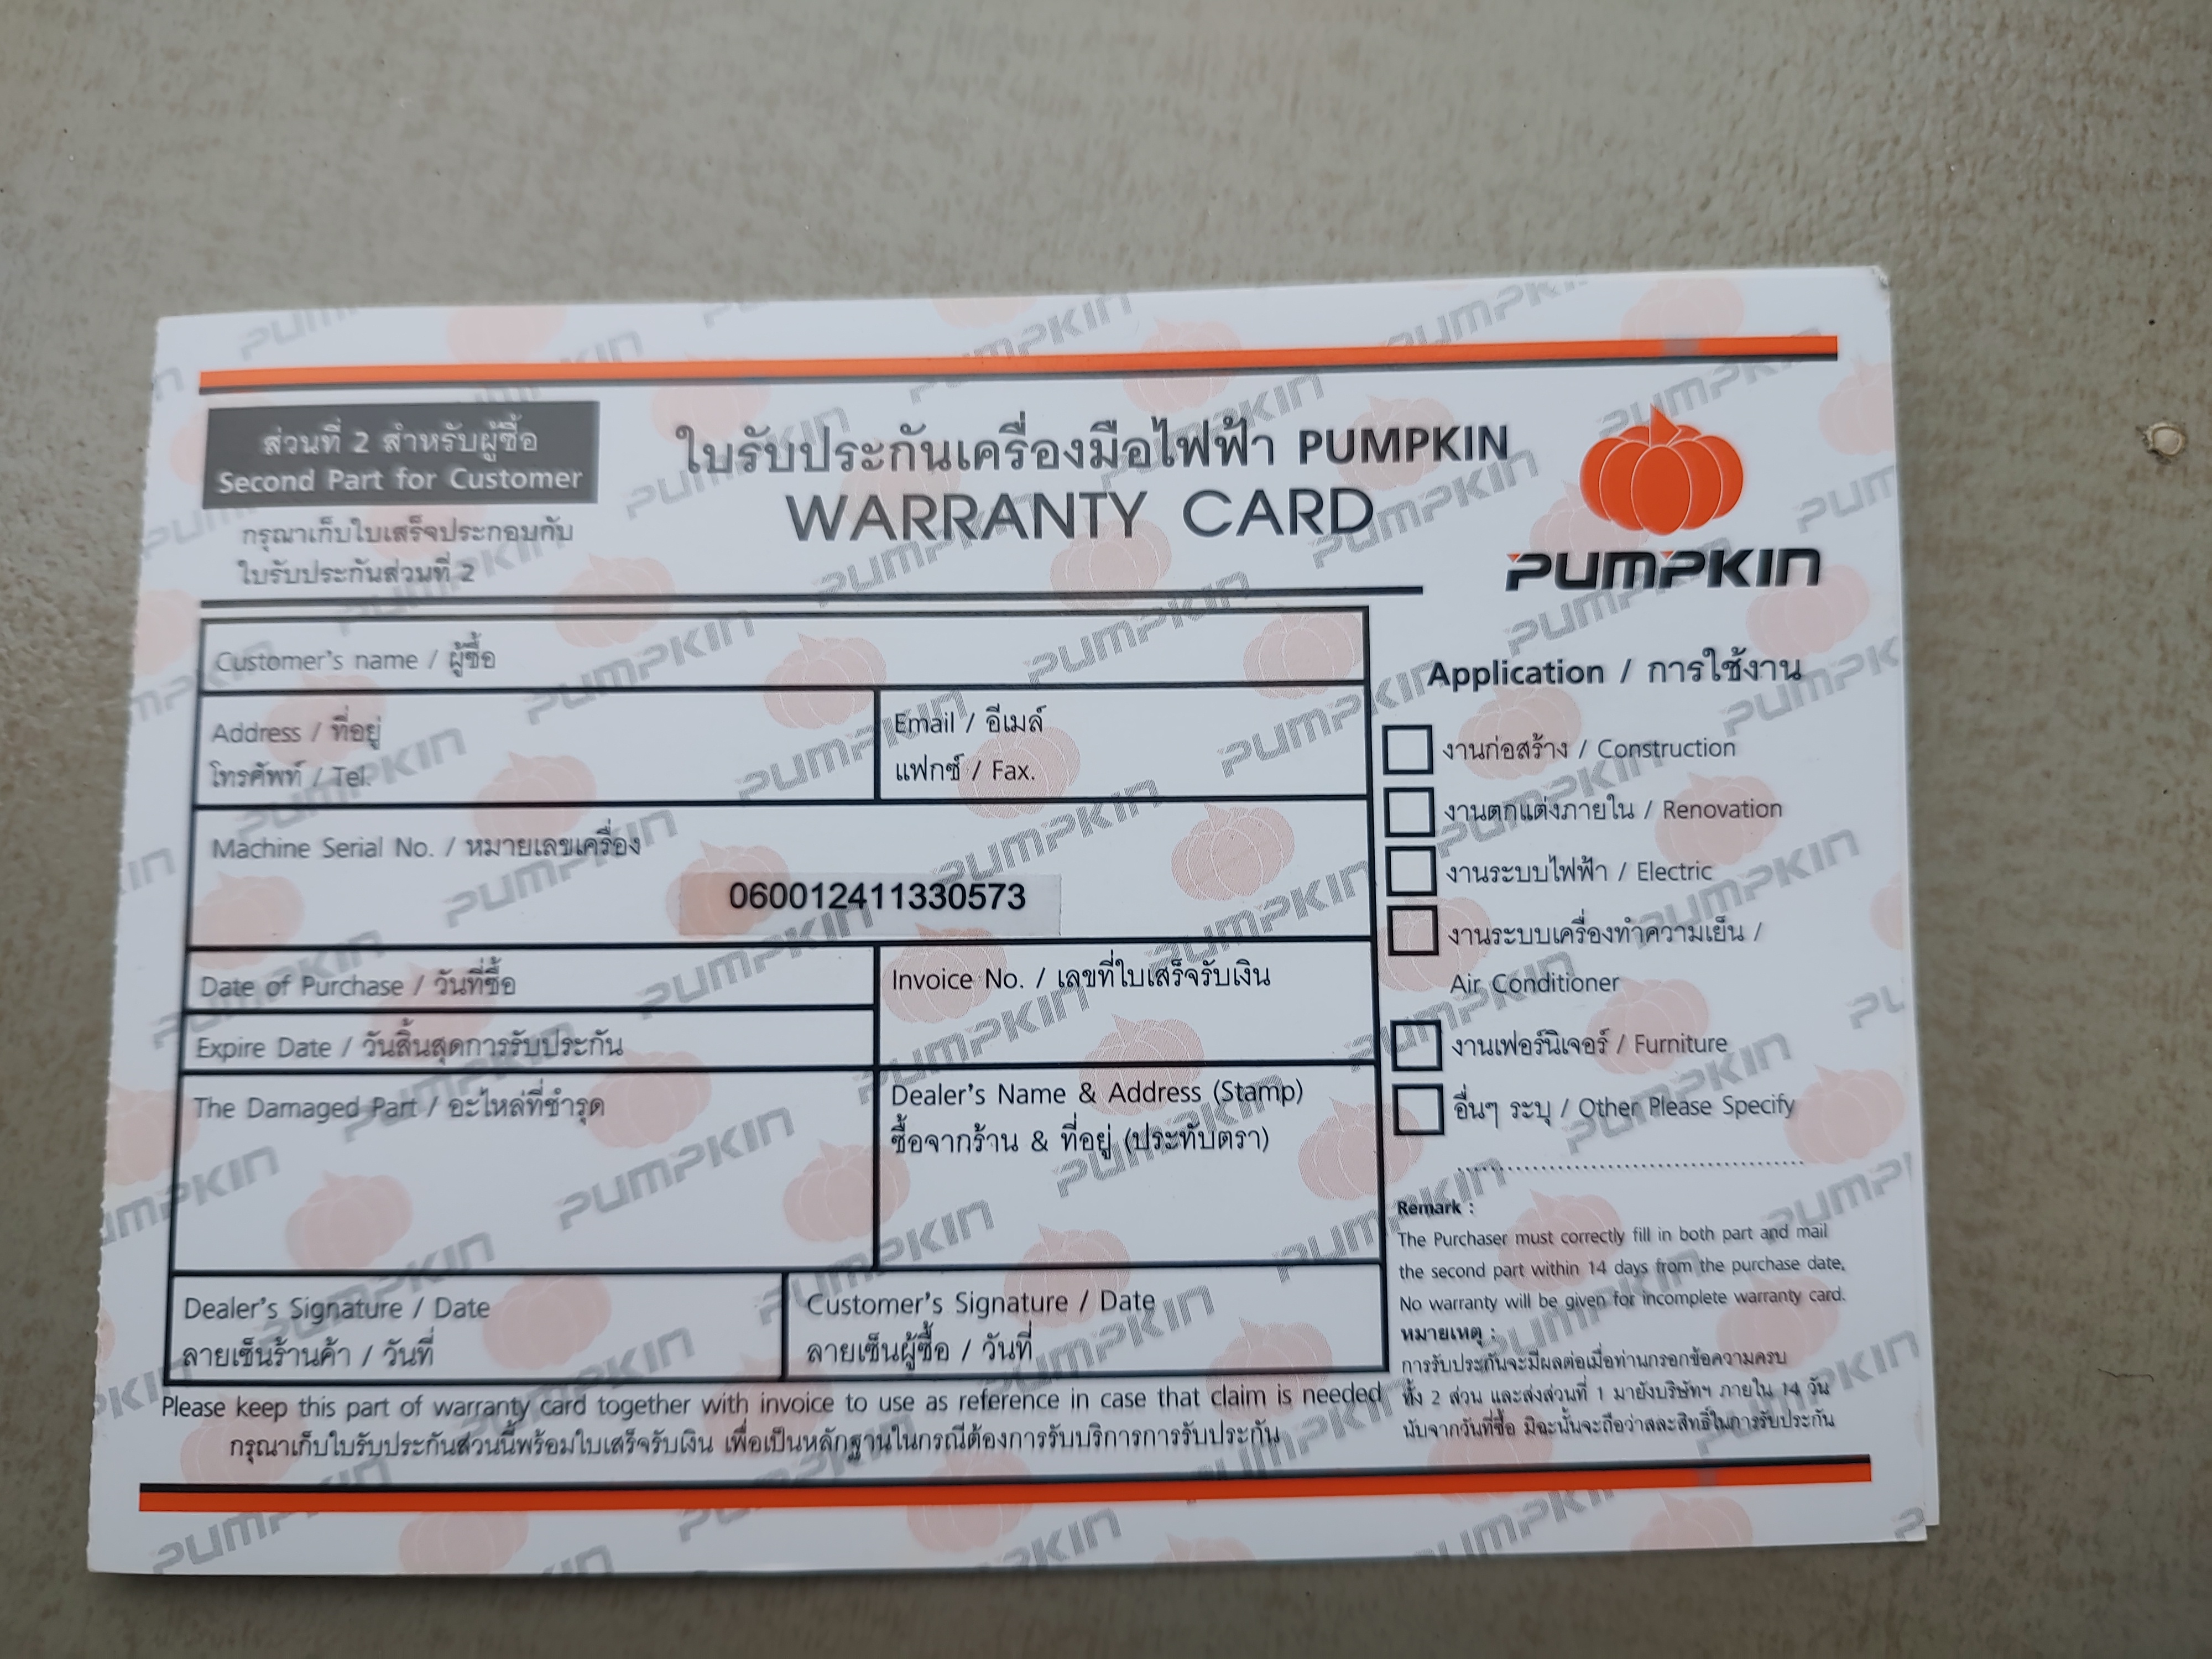 ส่วนที่ 2 สำหรับผู้ซื้อ
Second Part for Customer
กรุณาเก็บใบเสร็จประกอบกับ
ใบรับประกันส่วนที่ 2
ใบรับประกันเครื่องมือไฟฟ้า PUMPKIN
WARRANTY CARD
PUMPKIN
Customer's name / ผู้ซื้อ
Address / ที่อยู่
โทรศัพท์ / Tel.
Email / อีเมล์
แฟกซ์ / Fax.
Machine Serial No. / หมายเลขเครื่อง
060012411330573
Date of Purchase / วันที่ซื้อ
Expire Date / วันสิ้นสุดการรับประกัน
Invoice No. / เลขที่ใบเสร็จรับเงิน
The Damaged Part / อะไหล่ที่ชำรุด
Dealer's Name & Address (Stamp)
ซื้อจากร้าน & ที่อยู่ (ประทับตรา)
Dealer's Signature / Date
ลายเซ็นร้านค้า / วันที่
Customer's Signature / Date
ลายเซ็นผู้ซื้อ / วันที่
Please keep this part of warranty card together with invoice to use as reference in case that claim is needed
กรุณาเก็บใบรับประกันส่วนนี้พร้อมใบเสร็จรับเงิน เพื่อเป็นหลักฐานในกรณีต้องการรับบริการการรับประกัน
Application / การใช้งาน
งานก่อสร้าง / Construction
งานตกแต่งภายใน / Renovation
งานระบบไฟฟ้า / Electric
งานระบบเครื่องทำความเย็น /
Air Conditioner
งานเฟอร์นิเจอร์ / Furniture
อื่นๆ ระบุ / Other Please Specify
Remark :
The Purchaser must correctly fill in both part and mail
the second part within 14 days from the purchase date,
No warranty will be given for incomplete warranty card.
หมายเหตุ :
การรับประกันจะมีผลต่อเมื่อท่านกรอกข้อความครบ
ทั้ง 2 ส่วน และส่งส่วนที่ 1 มายังบริษัทฯ ภายใน 14 วัน
นับจากวันที่ซื้อ มิฉะนั้นจะถือว่าสละสิทธิ์ในการรับประกัน